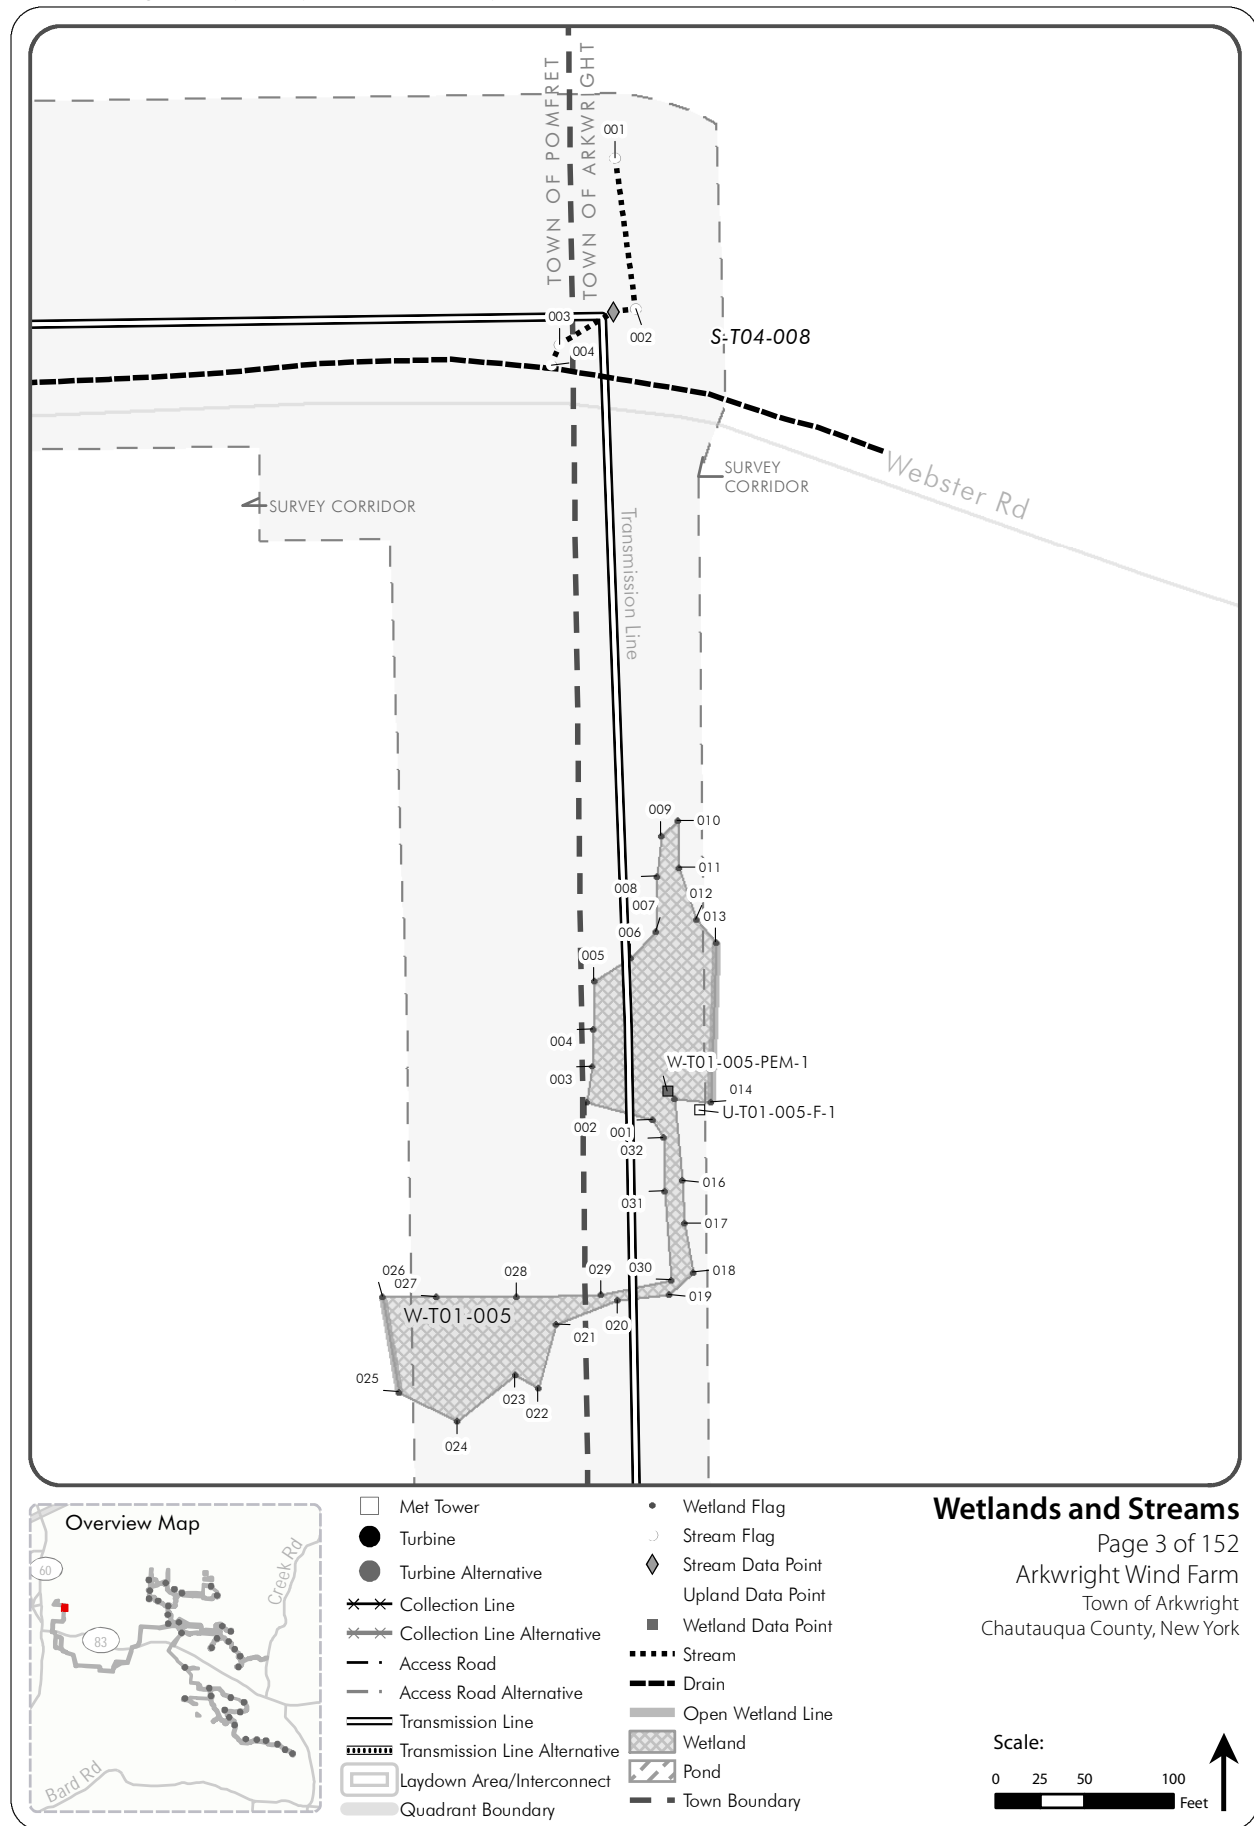 TOWN OF POMFRET
TOWN OF ARKWRIGHT
001
003
002
004
S-T04-008
SURVEY
CORRIDOR
Webster Rd
SURVEY CORRIDOR
Transmission Line
009
010
011
008
012
007
013
006
005
004
W-T01-005-PEM-1
003
014
U-T01-005-F-1
002
001
032
016
031
017
026
027
028
029
030
018
019
W-T01-005
020
021
025
023
022
024
Overview Map
60
83
Creek Rd
Bard Rd
Met Tower
Turbine
Turbine Alternative
Collection Line
Collection Line Alternative
Access Road
Access Road Alternative
Transmission Line
Transmission Line Alternative
Laydown Area/Interconnect
Quadrant Boundary
Wetland Flag
Stream Flag
Stream Data Point
Upland Data Point
Wetland Data Point
Stream
Drain
Open Wetland Line
Wetland
Pond
Town Boundary
Wetlands and Streams
Page 3 of 152
Arkwright Wind Farm
Town of Arkwright
Chautauqua County, New York
Scale:
0 25 50 100
Feet